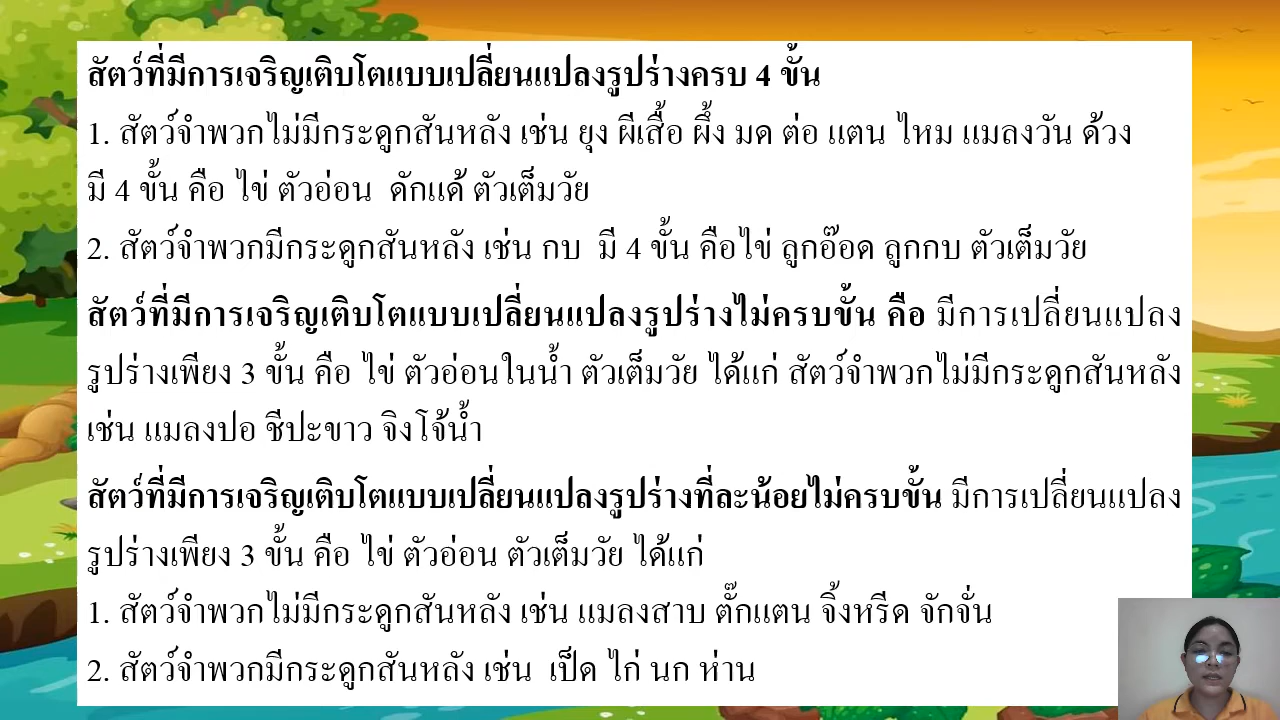 สัตว์ที่มีการเจริญเติบโตแบบเปลี่ยนแปลงรูปร่างครบ 4 ขั้น
1. สัตว์จำพวกไม่มีกระดูกสันหลัง เช่น ยุง ผีเสื้อ ผึ้ง มด ต่อ แตน ไหม แมลงวัน ด้วง
มี 4 ขั้น คือ ไข่ ตัวอ่อน ดักแด้ ตัวเต็มวัย
2. สัตว์จำพวกมีกระดูกสันหลัง เช่น กบ มี 4 ขั้น คือไข่ ลูกอ๊อด ลูกกบ ตัวเต็มวัย
สัตว์ที่มีการเจริญเติบโตแบบเปลี่ยนแปลงรูปร่างไม่ครบขั้น คือ มีการเปลี่ยนแปลง
รูปร่างเพียง 3 ขั้น คือ ไข่ ตัวอ่อนในน้ำ ตัวเต็มวัย ได้แก่ สัตว์จำพวกไม่มีกระดูกสันหลัง
เช่น แมลงปอ ชีปะขาว จิงโจ้น้ำ
สัตว์ที่มีการเจริญเติบโตแบบเปลี่ยนแปลงรูปร่างที่ละน้อยไม่ครบขั้น มีการเปลี่ยนแปลง
รูปร่างเพียง 3 ขั้น คือ ไข่ ตัวอ่อน ตัวเต็มวัย ได้แก่
1. สัตว์จำพวกไม่มีกระดูกสันหลัง เช่น แมลงสาบ ตั๊กแตน จิ้งหรีด จักจั่น
2. สัตว์จำพวกมีกระดูกสันหลัง เช่น เป็ด ไก่ นก ห่าน